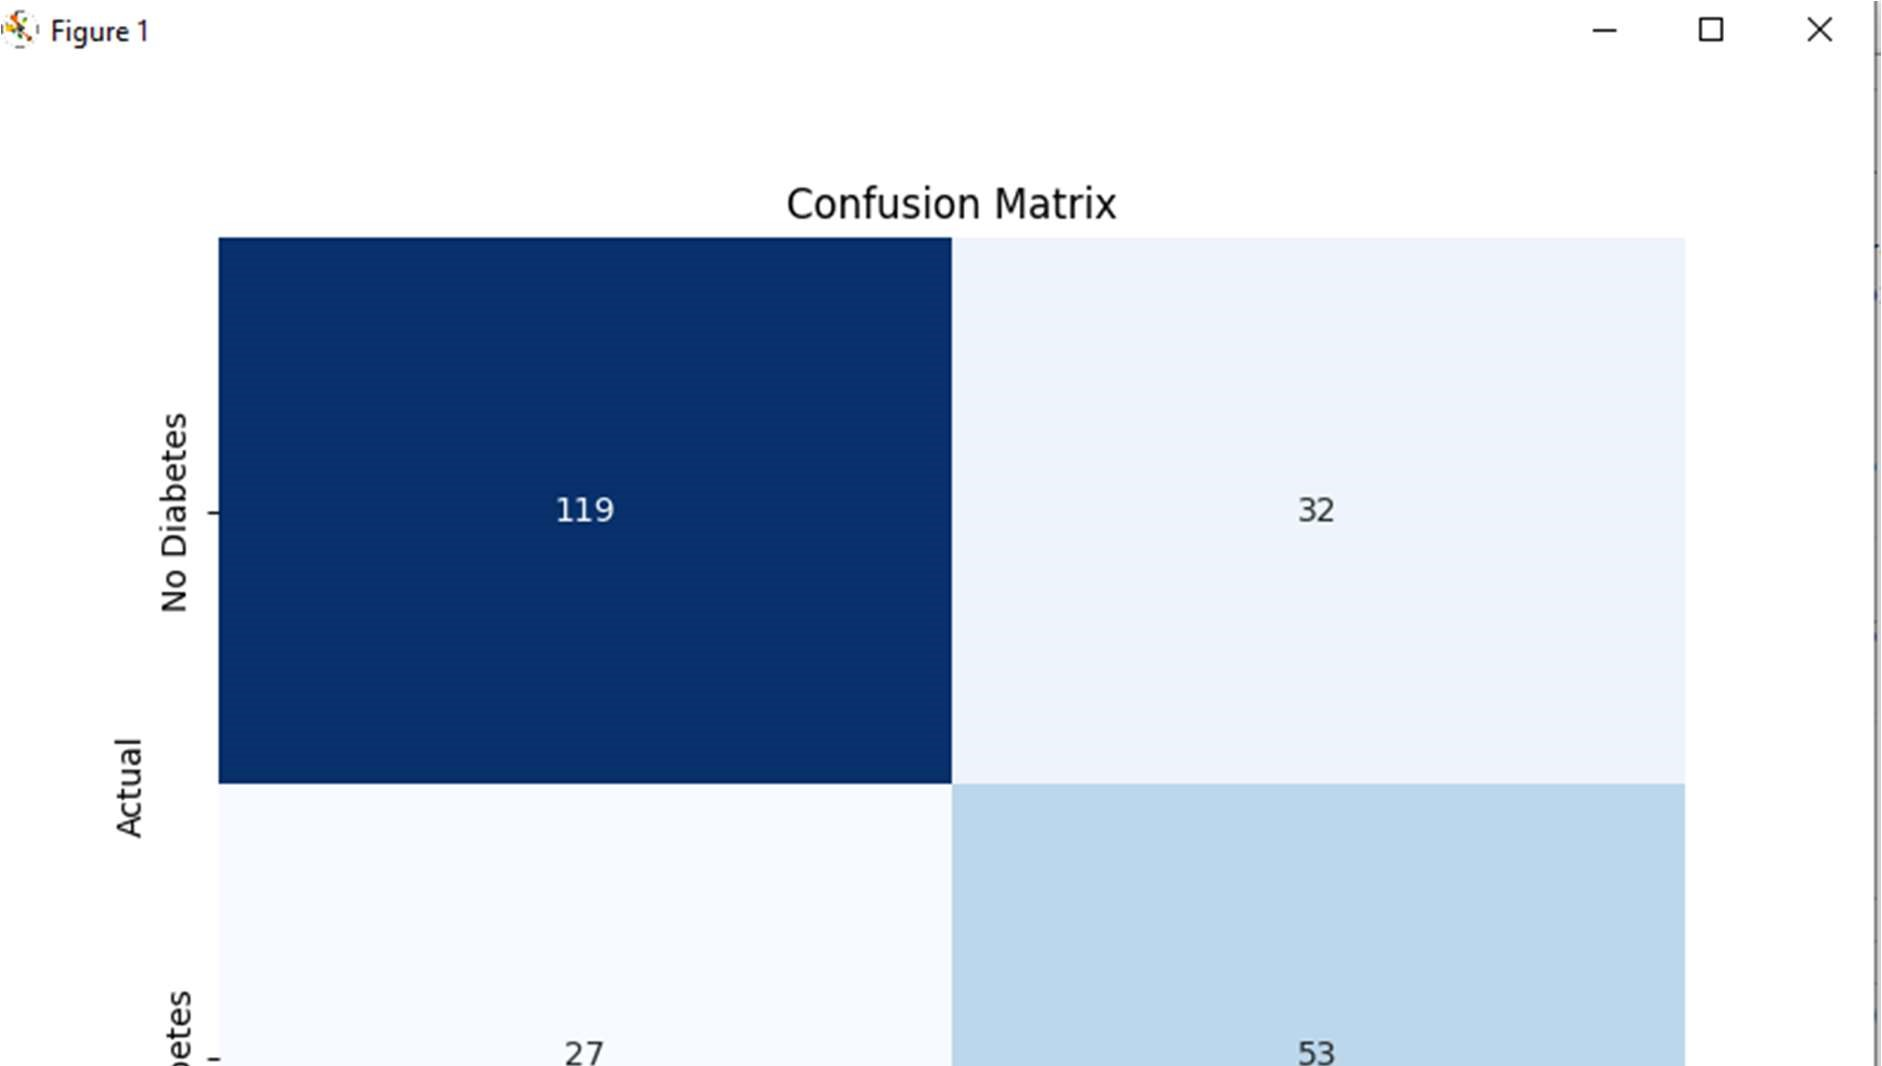 Figure 1
Confusion Matrix
No Diabetes
119
32
Actual
27
53